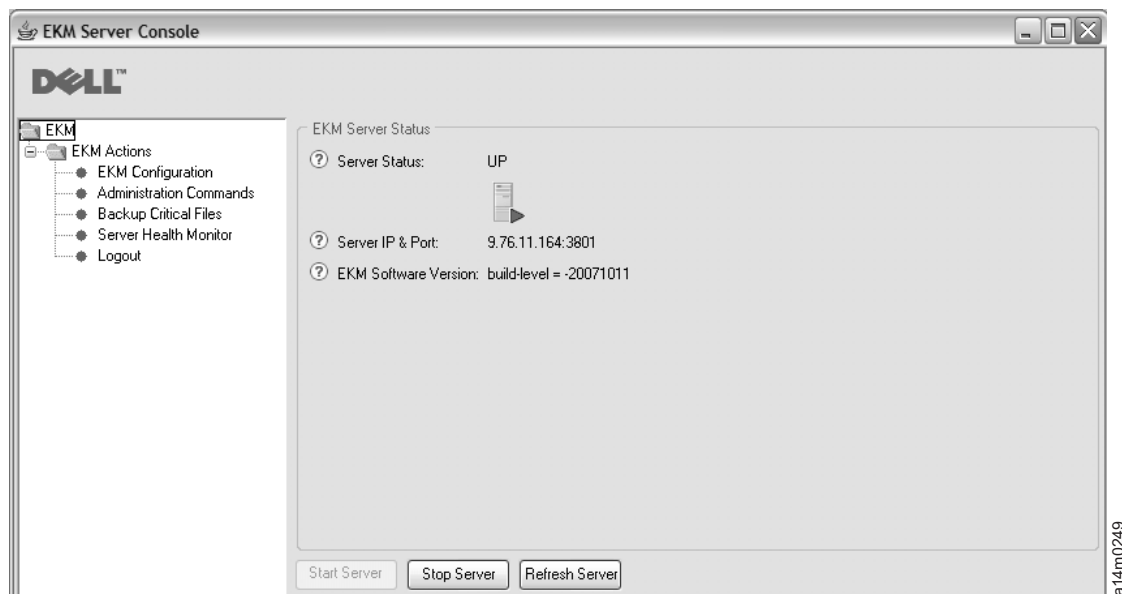 EKM Server Console
DELL™
EKM
EKM Actions
EKM Configuration
Administration Commands
Backup Critical Files
Server Health Monitor
Logout
EKM Server Status
? Server Status: UP
? Server IP & Port: 9.76.11.164:3801
? EKM Software Version: build-level = -20071011
Start Server Stop Server Refresh Server
a14m0249